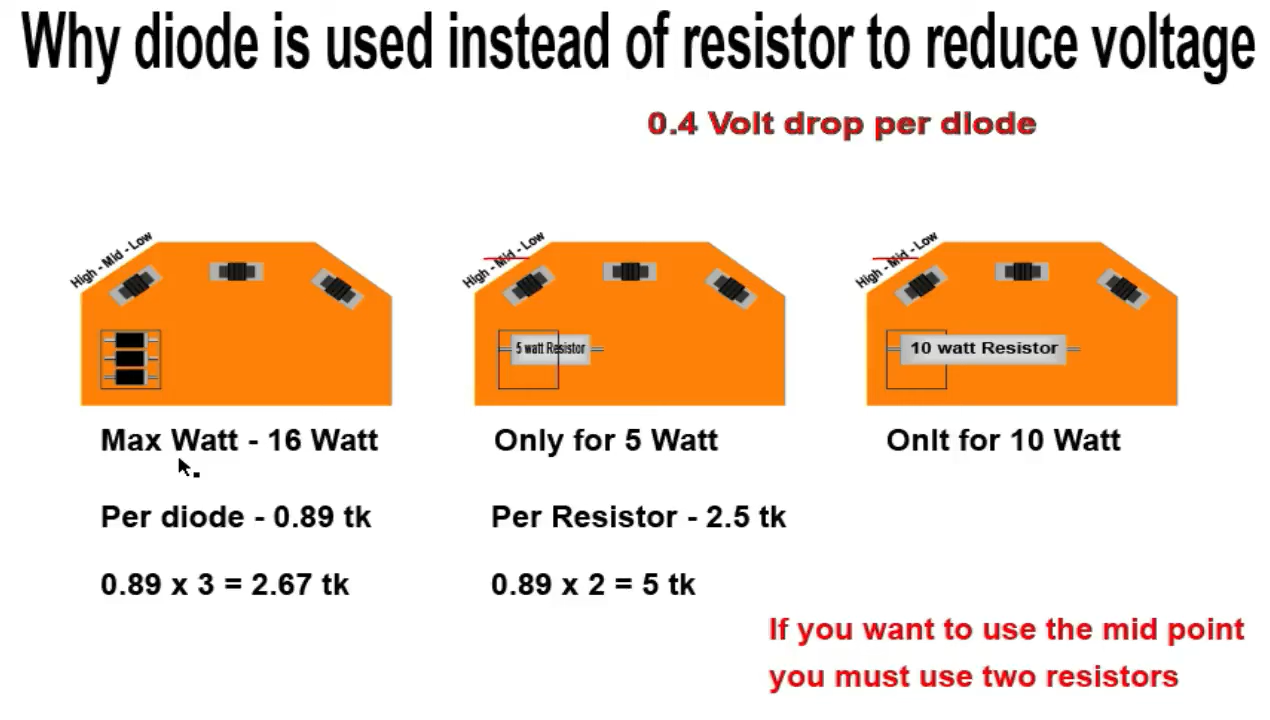 Why diode is used instead of resistor to reduce voltage
0.4 Volt drop per dIode
High - Mid - Low
High - Mid - Low
High - Mid - Low
5 watt Resistor
10 watt Resistor
Max Watt - 16 Watt
Only for 5 Watt
Onlt for 10 Watt
Per diode - 0.89 tk
Per Resistor - 2.5 tk
0.89 x 3 = 2.67 tk
0.89 x 2 = 5 tk
If you want to use the mid point
you must use two resistors